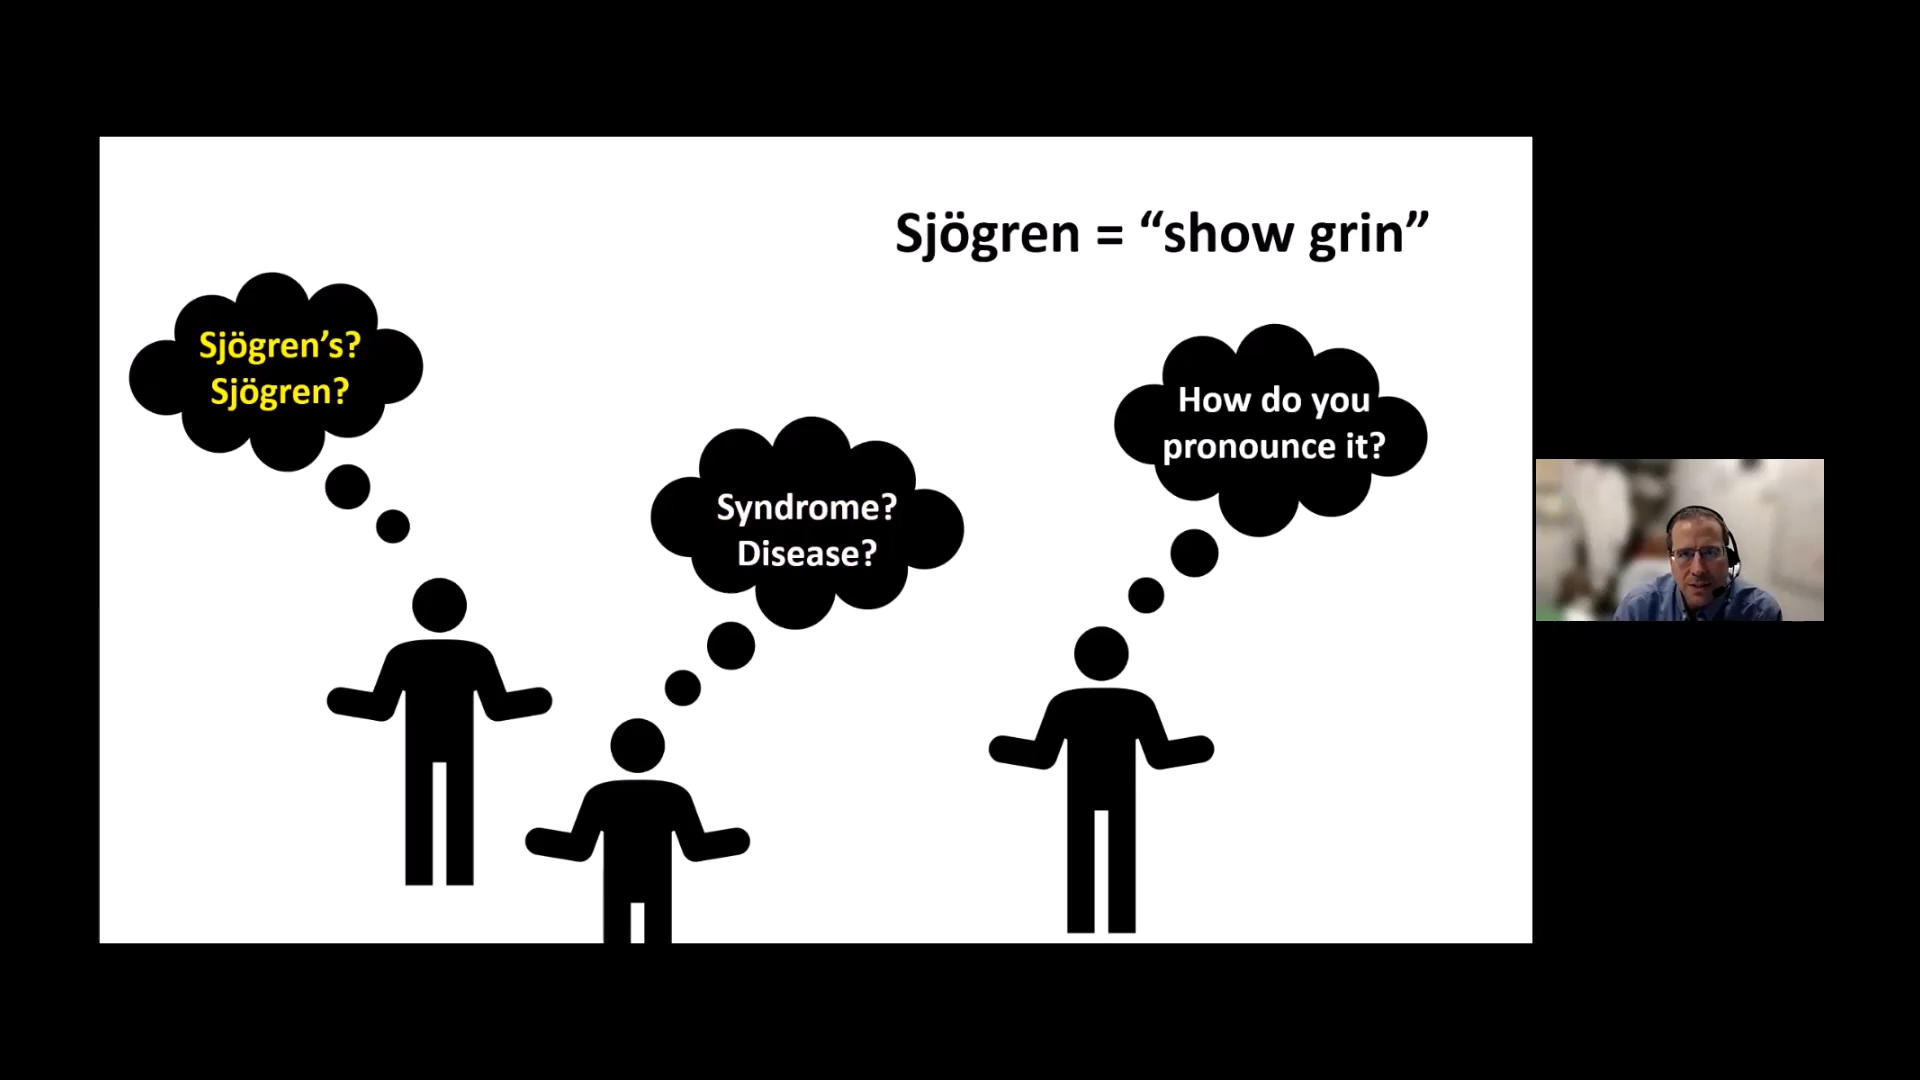 Sjögren = “show grin”
Sjögren’s?
Sjögren?
How do you
pronounce it?
Syndrome?
Disease?